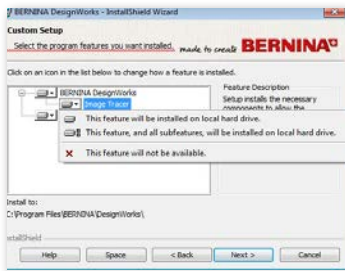 BERNINA DesignWorks - InstallShield Wizard
Custom Setup
Select the program features you want installed.
made to create BERNINA
Click on an icon in the list below to change how a feature is installed.
BERNINA DesignWorks
Image Tracer
Feature Description
Setup installs the necessary
components to allow the
This feature will be installed on local hard drive.
This feature, and all subfeatures, will be installed on local hard drive.
This feature will not be available.
Install to:
C:\Program Files\BERNINA\DesignWorks\
InstallShield
Help
Space
< Back
Next >
Cancel